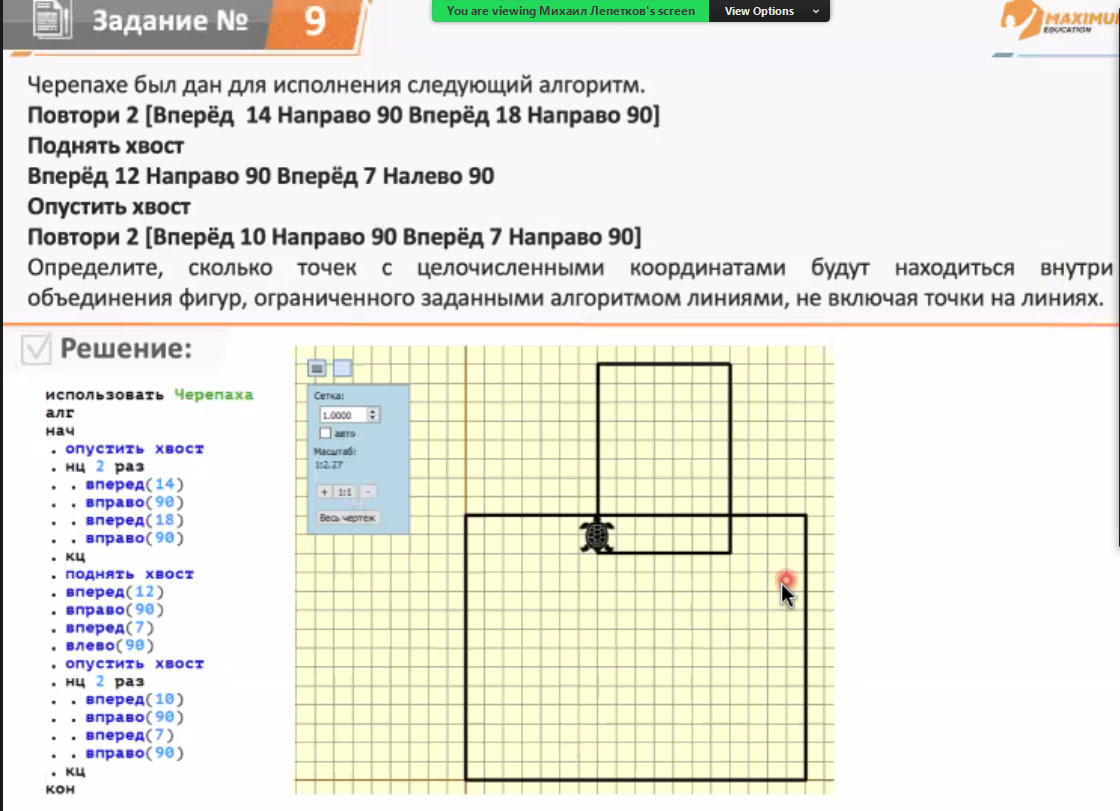 You are viewing Михаил Лепетков's screen View Options
Задание № 9
MAXIMU
EDUCATION
Черепахе был дан для исполнения следующий алгоритм.
Повтори 2 [Вперёд 14 Направо 90 Вперёд 18 Направо 90]
Поднять хвост
Вперёд 12 Направо 90 Вперёд 7 Налево 90
Опустить хвост
Повтори 2 [Вперёд 10 Направо 90 Вперёд 7 Направо 90]
Определите, сколько точек с целочисленными координатами будут находиться внутри
объединения фигур, ограниченного заданными алгоритмом линиями, не включая точки на линиях.
Решение:
использовать Черепаха
алг
нач
. опустить хвост
. нц 2 раз
. . вперед(14)
. . вправо(90)
. . вперед(18)
. . вправо(90)
. кц
. поднять хвост
. вперед(12)
. вправо(90)
. вперед(7)
. влево(90)
. опустить хвост
. нц 2 раз
. . вперед(10)
. . вправо(90)
. . вперед(7)
. . вправо(90)
. кц
кон
Сетка:
1.0000
авто
Масштаб:
1:2.27
+ 1:1 -
Весь чертеж